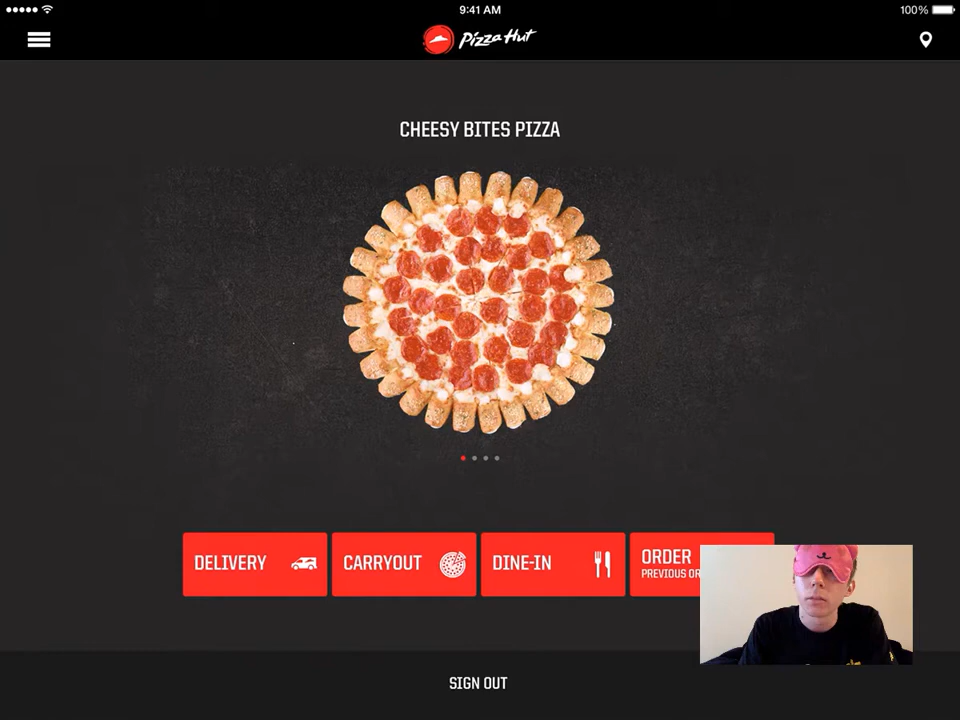 9:41 AM
100%
Pizza Hut
CHEESY BITES PIZZA
DELIVERY
CARRYOUT
DINE-IN
ORDER
PREVIOUS OR
SIGN OUT